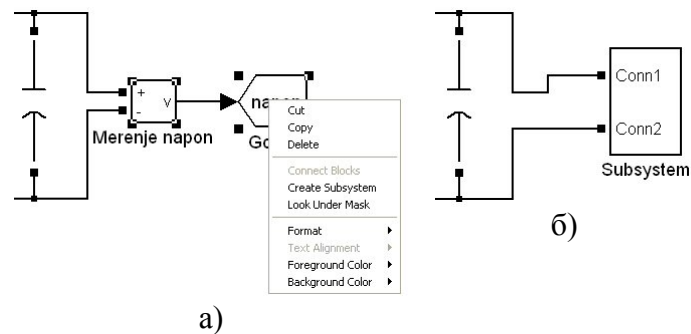 +
-
v
Merenje napon
Cut
Copy
Delete
Connect Blocks
Create Subsystem
Look Under Mask
Format
Text Alignment
Foreground Color
Background Color
а)
Conn1
Conn2
Subsystem
б)